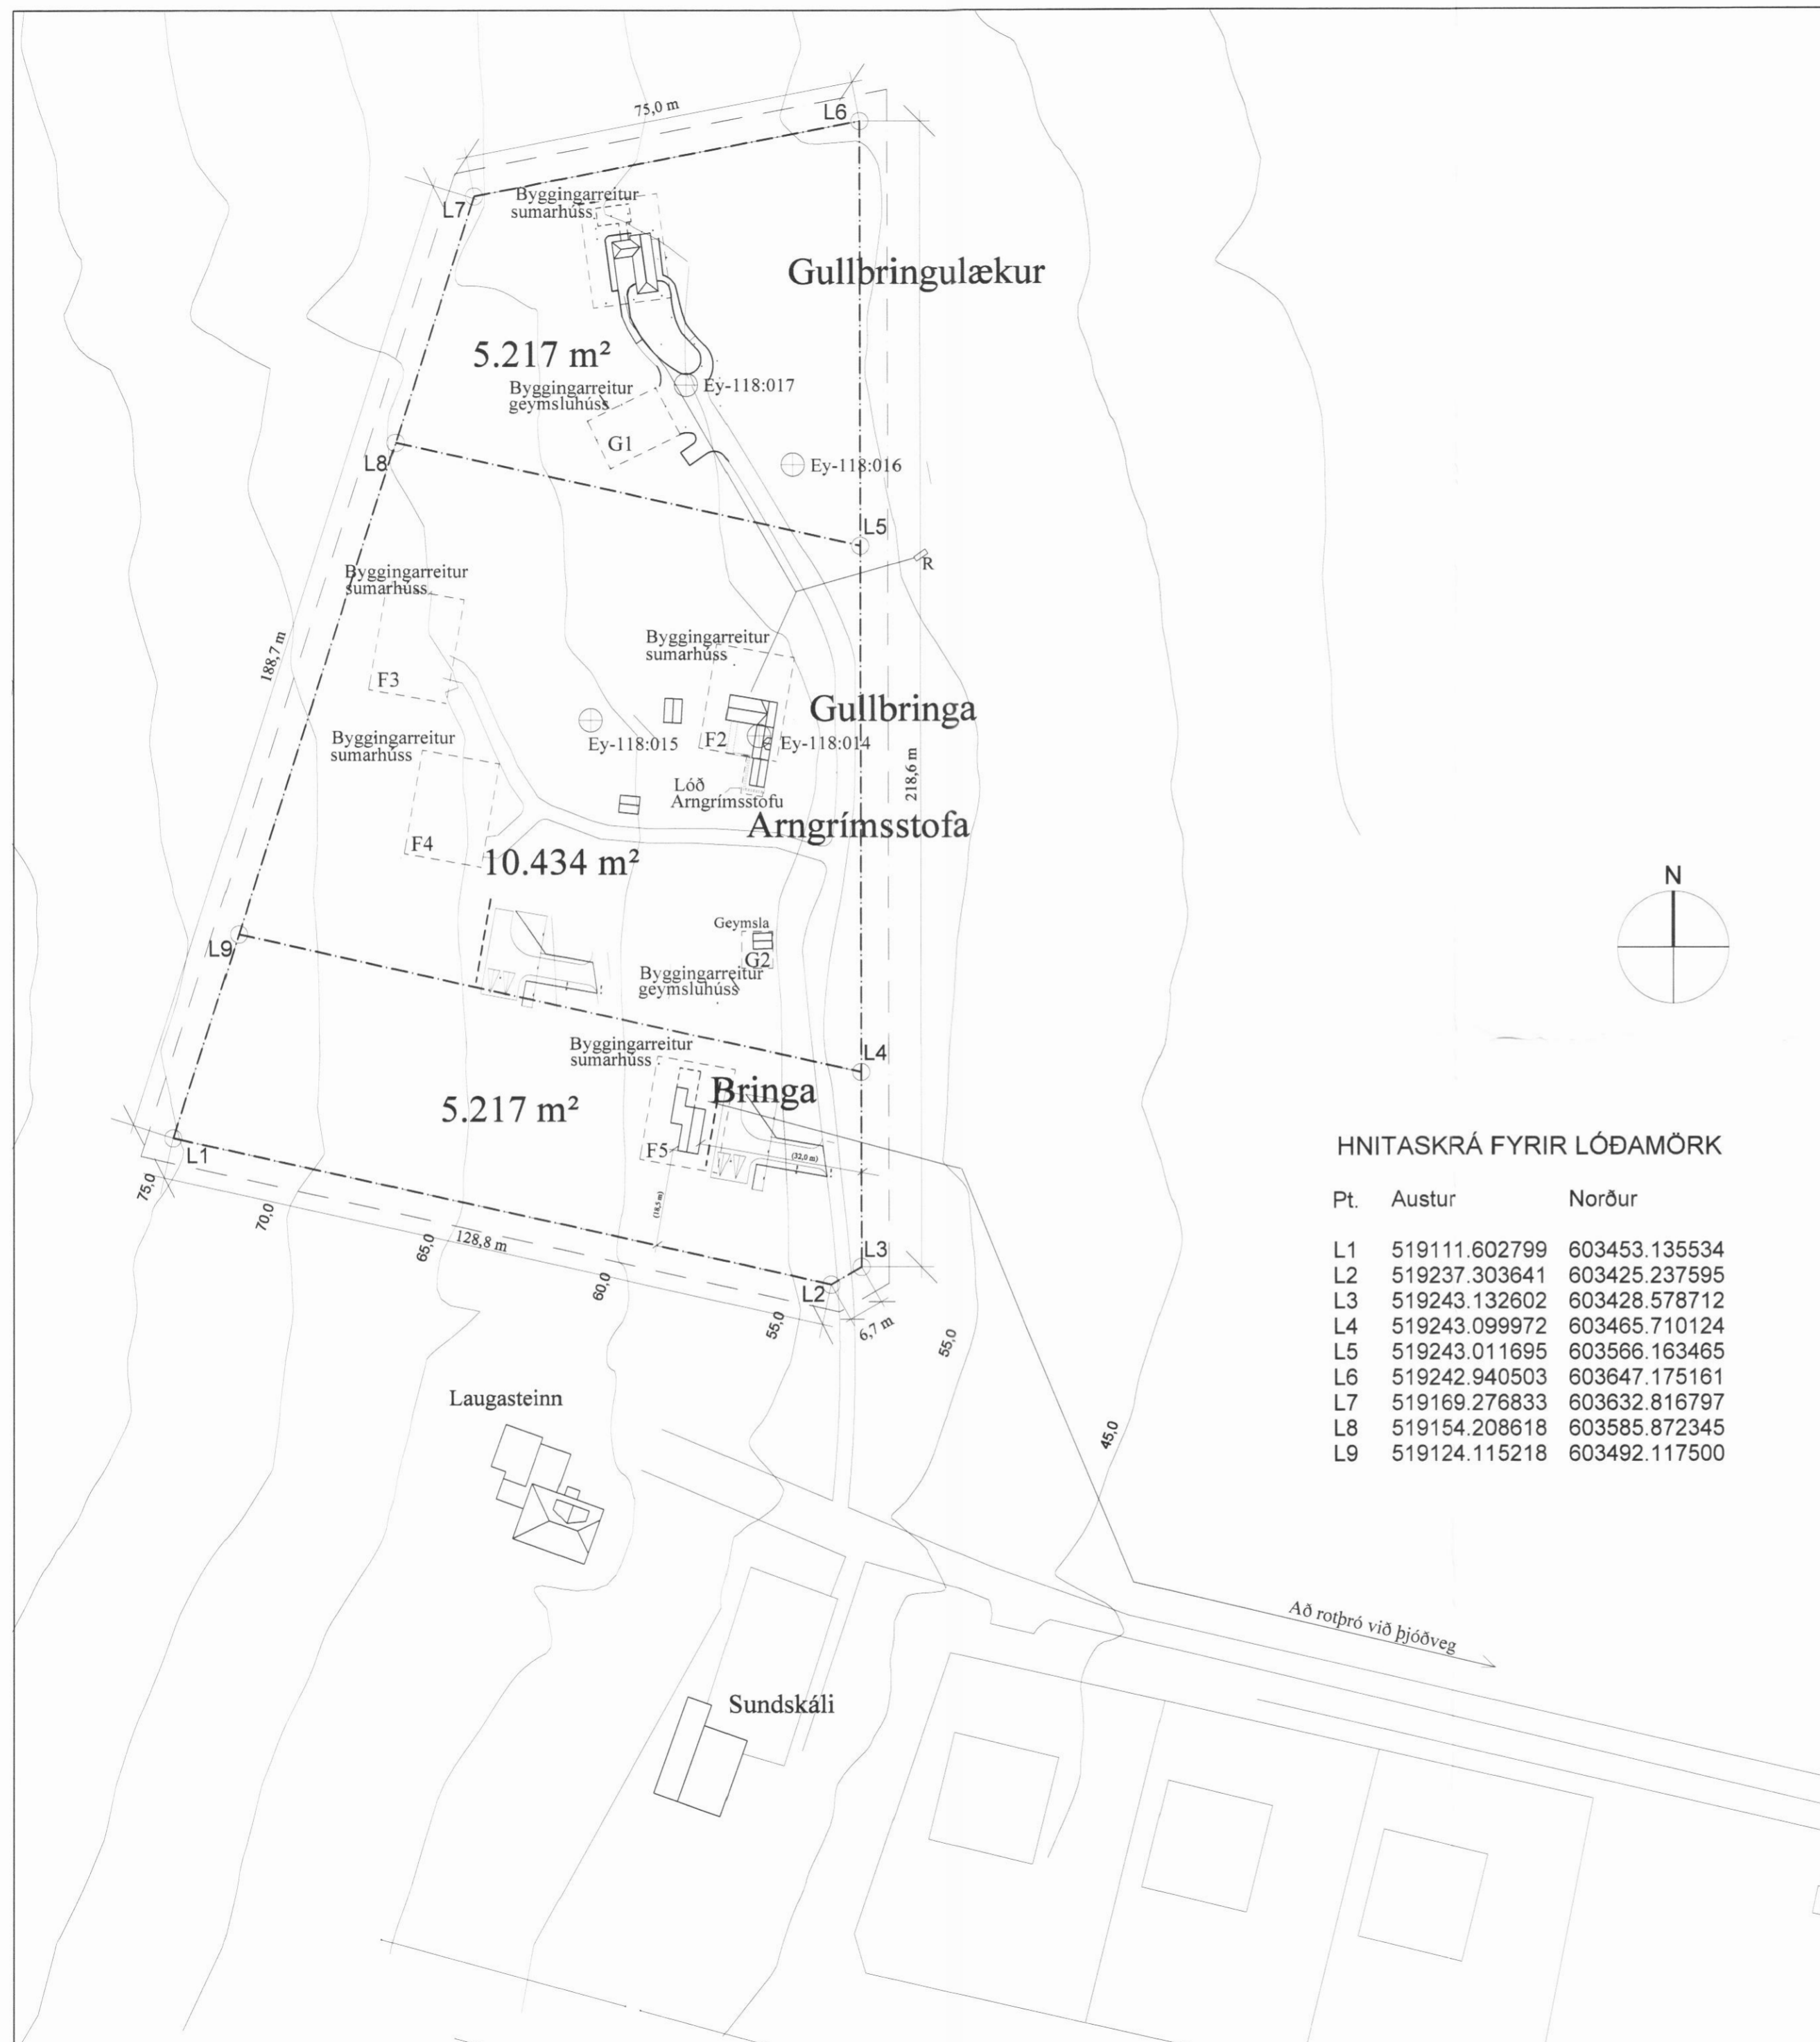 75,0 m
L6
L7
Byggingarreitur
sumarhúss
Gullbringulækur
5.217 m²
Byggingarreitur
geymsluhúss
Ey-118:017
G1
L8
Ey-118:016
L5
R
Byggingarreitur
sumarhúss
F3
188,7 m
Byggingarreitur
sumarhúss
Gullbringa
Ey-118:015
F2
Ey-118:014
Byggingarreitur
sumarhúss
218,6 m
Lóð
Arngrímsstofu
Arngrímsstofa
F4
10.434 m²
N
Geymsla
G2
L9
Byggingarreitur
geymsluhúss
Byggingarreitur
sumarhúss
L4
Bringa
5.217 m²
F5
(32,0 m)
(18,5 m)
L1
75,0
70,0
65,0
128,8 m
60,0
L3
L2
55,0
6,7 m
55,0
HNITASKRÁ FYRIR LÓÐAMÖRK
Pt. Austur Norður
L1 519111.602799 603453.135534
L2 519237.303641 603425.237595
L3 519243.132602 603428.578712
L4 519243.099972 603465.710124
L5 519243.011695 603566.163465
L6 519242.940503 603647.175161
L7 519169.276833 603632.816797
L8 519154.208618 603585.872345
L9 519124.115218 603492.117500
Laugasteinn
45,0
Að rotþró við þjóðveg
Sundskáli